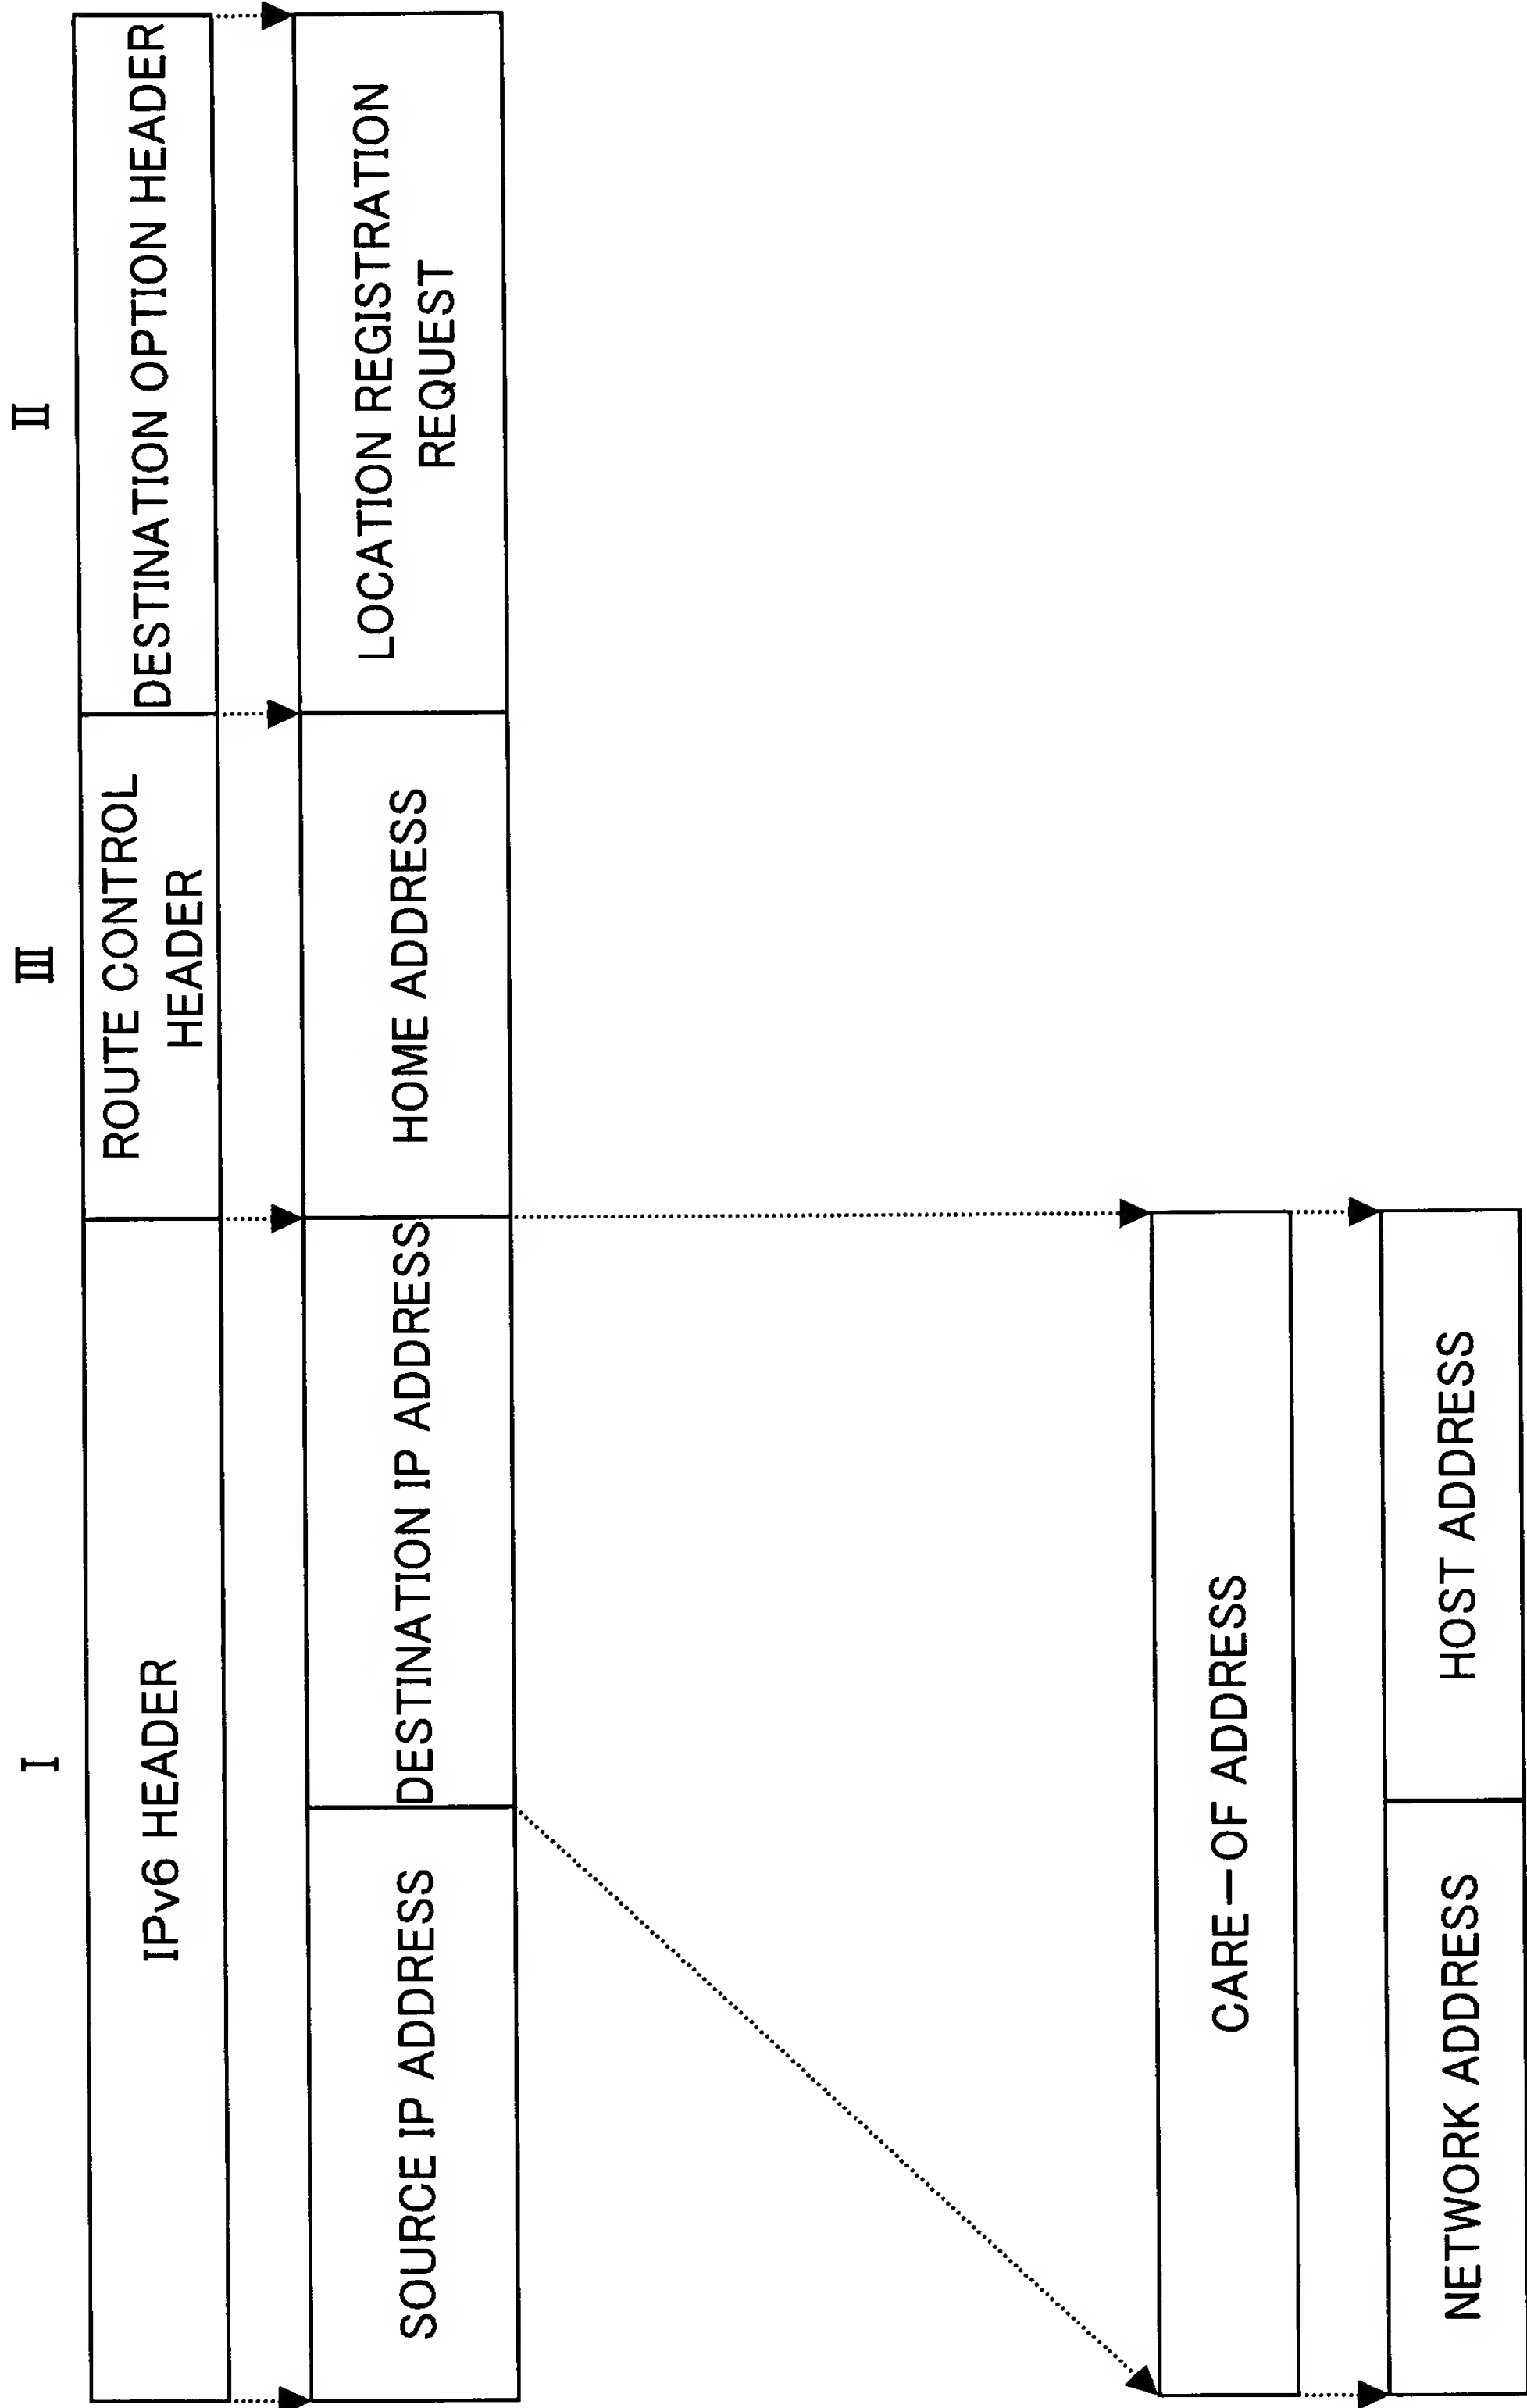 I
III
II
IPv6 HEADER
ROUTE CONTROL
HEADER
DESTINATION OPTION HEADER
SOURCE IP ADDRESS
DESTINATION IP ADDRESS
HOME ADDRESS
LOCATION REGISTRATION
REQUEST
CARE-OF ADDRESS
NETWORK ADDRESS
HOST ADDRESS